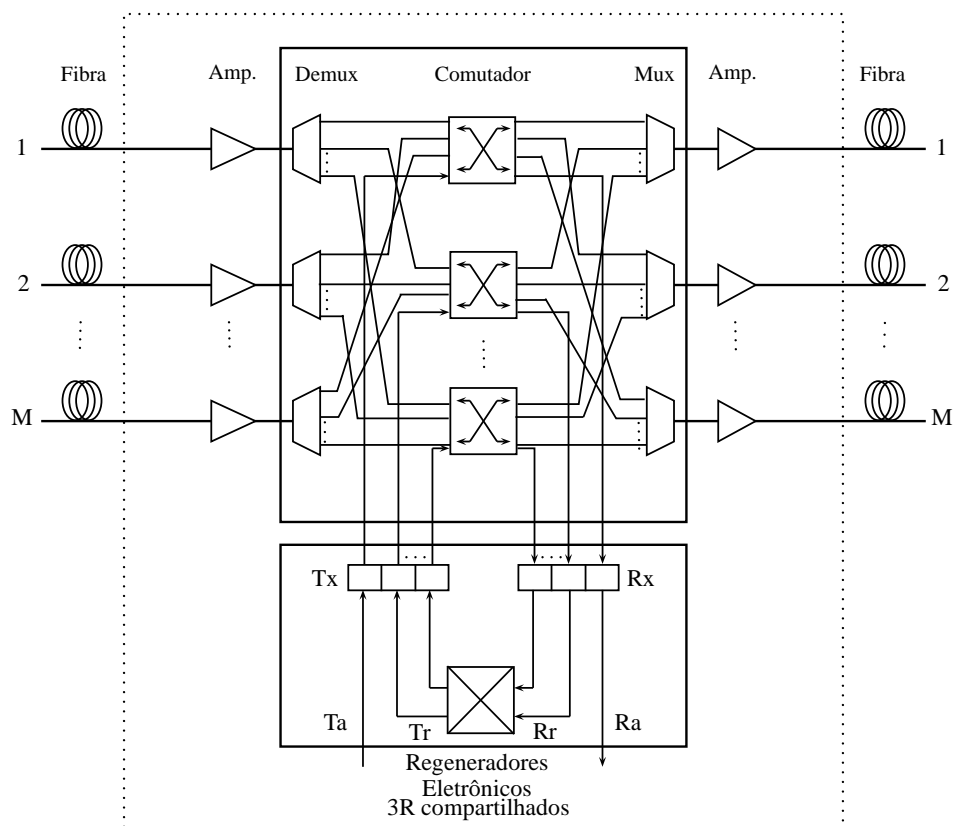 Fibra Amp. Demux Comutador Mux Amp. Fibra
1 1
2 2
M M
Tx Rx
Ta Tr Rr Ra
Regeneradores
Eletrônicos
3R compartilhados